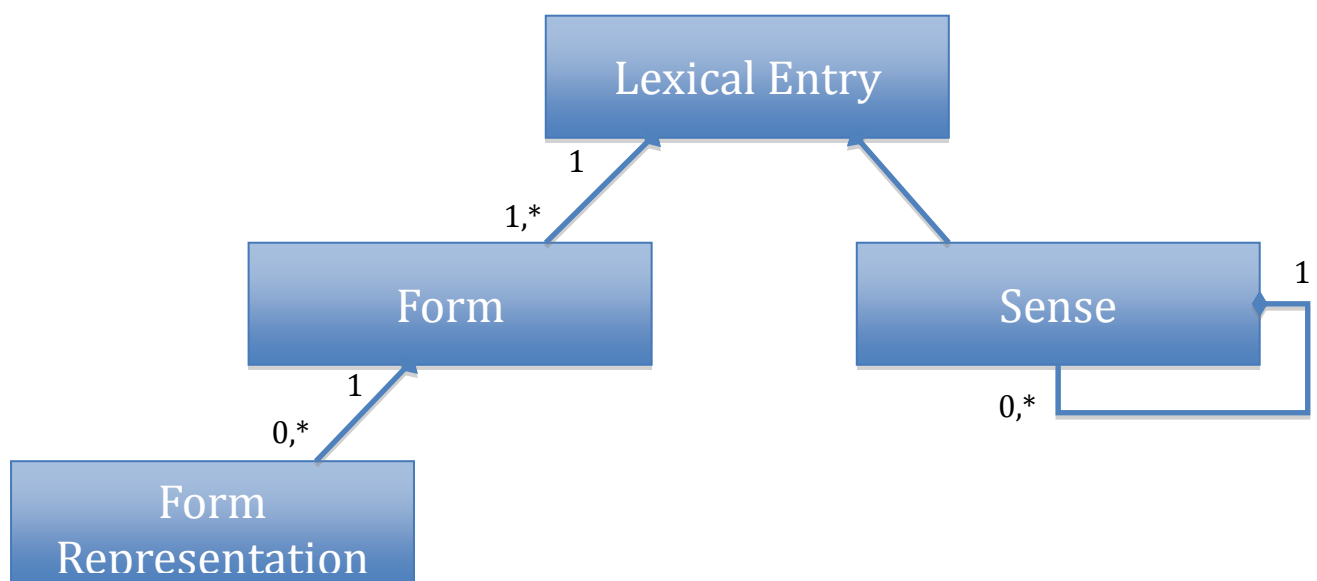 Lexical Entry
1
1,*
Form
Sense
1
1
0,*
0,*
Form
Representation